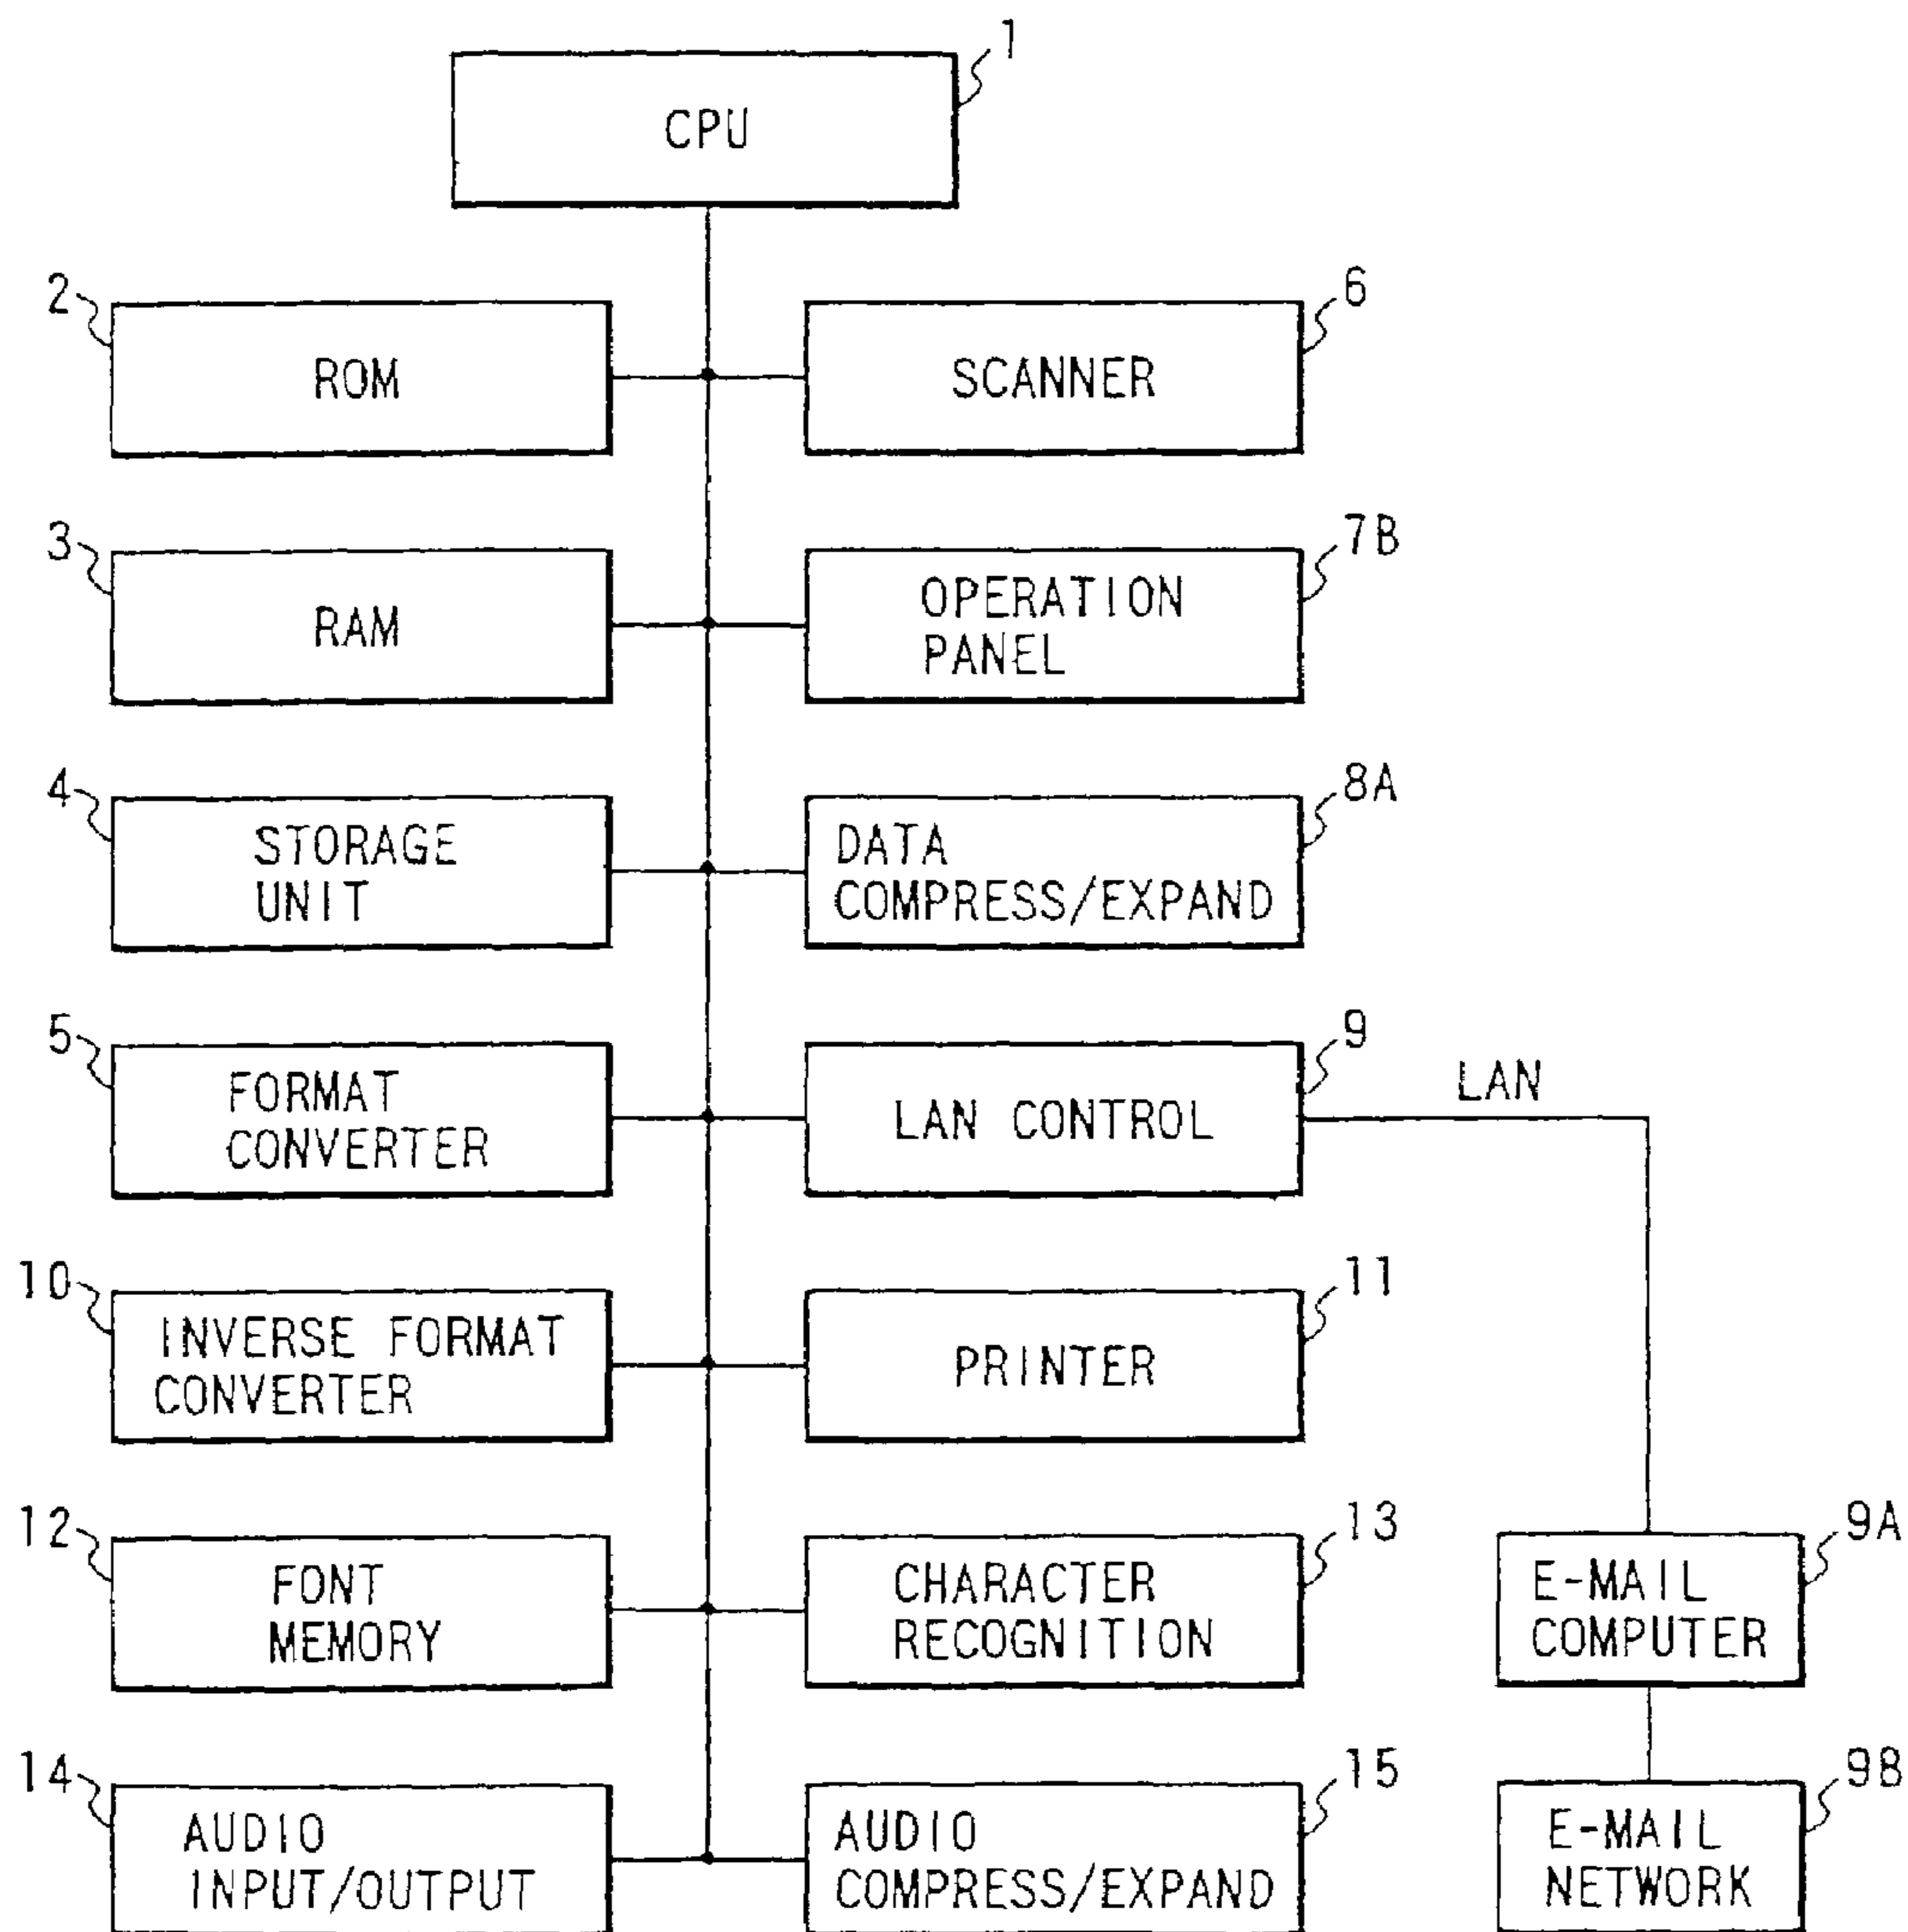 1
CPU
2
ROM
6
SCANNER
3
RAM
7B
OPERATION
PANEL
4
STORAGE
UNIT
8A
DATA
COMPRESS/EXPAND
5
FORMAT
CONVERTER
9
LAN CONTROL
LAN
10
INVERSE FORMAT
CONVERTER
11
PRINTER
12
FONT
MEMORY
13
CHARACTER
RECOGNITION
9A
E-MAIL
COMPUTER
14
AUDIO
INPUT/OUTPUT
15
AUDIO
COMPRESS/EXPAND
9B
E-MAIL
NETWORK